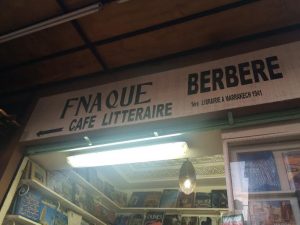 FNAQUE BERBERE
CAFE LITTERAIRE
1ère LIBRAIRIE A MARRAKECH 1941